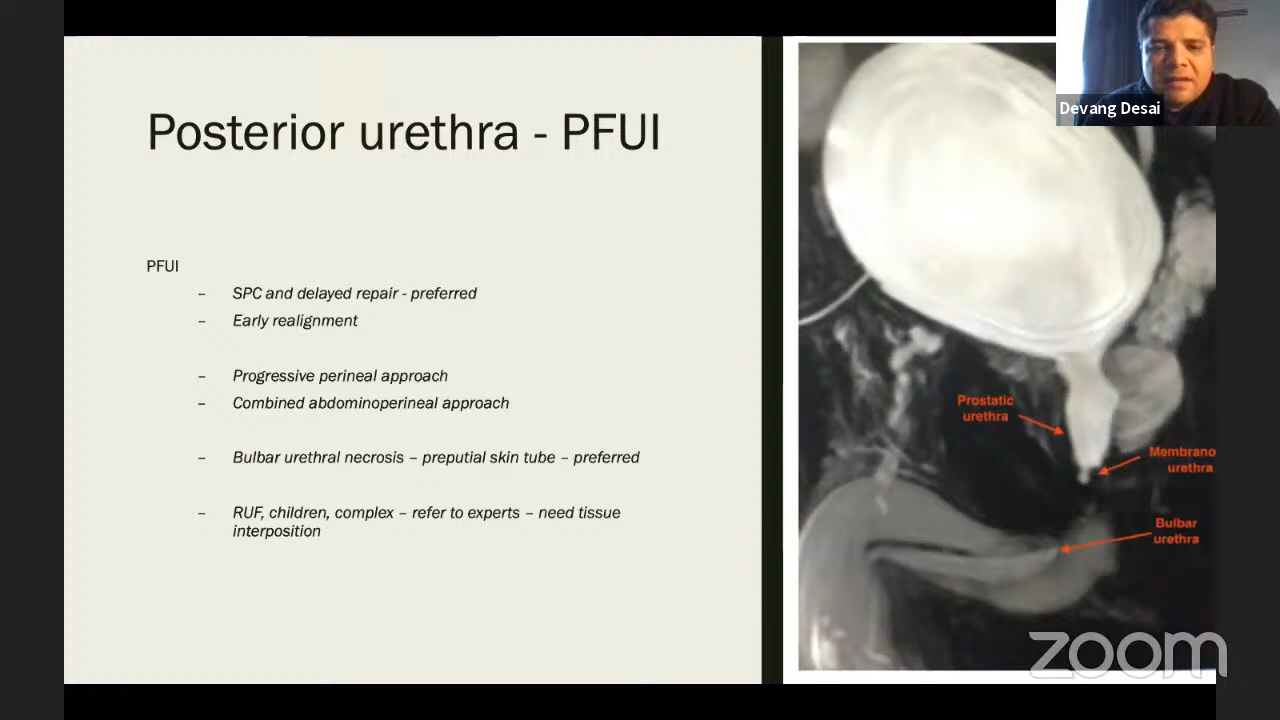 Devang Desai
Posterior urethra - PFUI
PFUI
– SPC and delayed repair - preferred
– Early realignment
– Progressive perineal approach
– Combined abdominoperineal approach
– Bulbar urethral necrosis – preputial skin tube – preferred
– RUF, children, complex – refer to experts – need tissue
interposition
Prostatic
urethra
Membrano
urethra
Bulbar
urethra
zoom